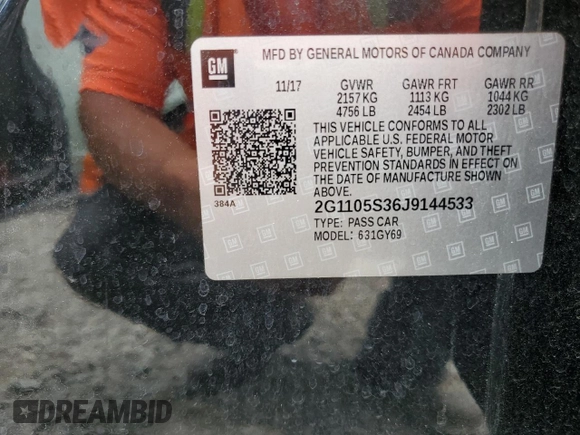 GM
MFD BY GENERAL MOTORS OF CANADA COMPANY
11/17 GVWR GAWR FRT GAWR RR
2157 KG 1113 KG 1044 KG
4756 LB 2454 LB 2302 LB
THIS VEHICLE CONFORMS TO ALL
APPLICABLE U.S. FEDERAL MOTOR
VEHICLE SAFETY, BUMPER, AND THEFT
PREVENTION STANDARDS IN EFFECT ON
THE DATE OF MANUFACTURE SHOWN
ABOVE.
384A
2G1105S36J9144533
TYPE: PASS CAR
MODEL: 631GY69
DREAMBID